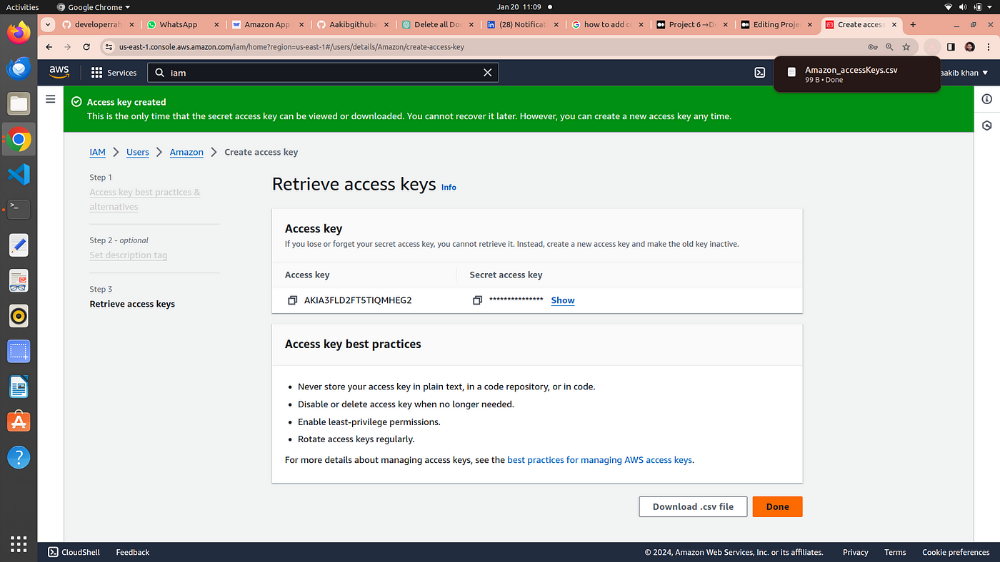 Activities
Google Chrome
Jan 20 11:09
developerrah
WhatsApp
Amazon App
Aakibgithube
Delete all Doc
(28) Notificat
how to add co
Project 6→De
Editing Projec
Create access
us-east-1.console.aws.amazon.com/iam/home?region=us-east-1#/users/details/Amazon/create-access-key
aws
Services
iam
aakib khan
Amazon_accessKeys.csv
99 B • Done
Access key created
This is the only time that the secret access key can be viewed or downloaded. You cannot recover it later. However, you can create a new access key any time.
IAM
Users
Amazon
Create access key
Step 1
Access key best practices &
alternatives
Step 2 - optional
Set description tag
Step 3
Retrieve access keys
Retrieve access keys Info
Access key
If you lose or forget your secret access key, you cannot retrieve it. Instead, create a new access key and make the old key inactive.
Access key
Secret access key
AKIA3FLD2FT5TIQMHEG2
*************** Show
Access key best practices
• Never store your access key in plain text, in a code repository, or in code.
• Disable or delete access key when no longer needed.
• Enable least-privilege permissions.
• Rotate access keys regularly.
For more details about managing access keys, see the best practices for managing AWS access keys.
Download .csv file
Done
CloudShell
Feedback
© 2024, Amazon Web Services, Inc. or its affiliates.
Privacy
Terms
Cookie preferences